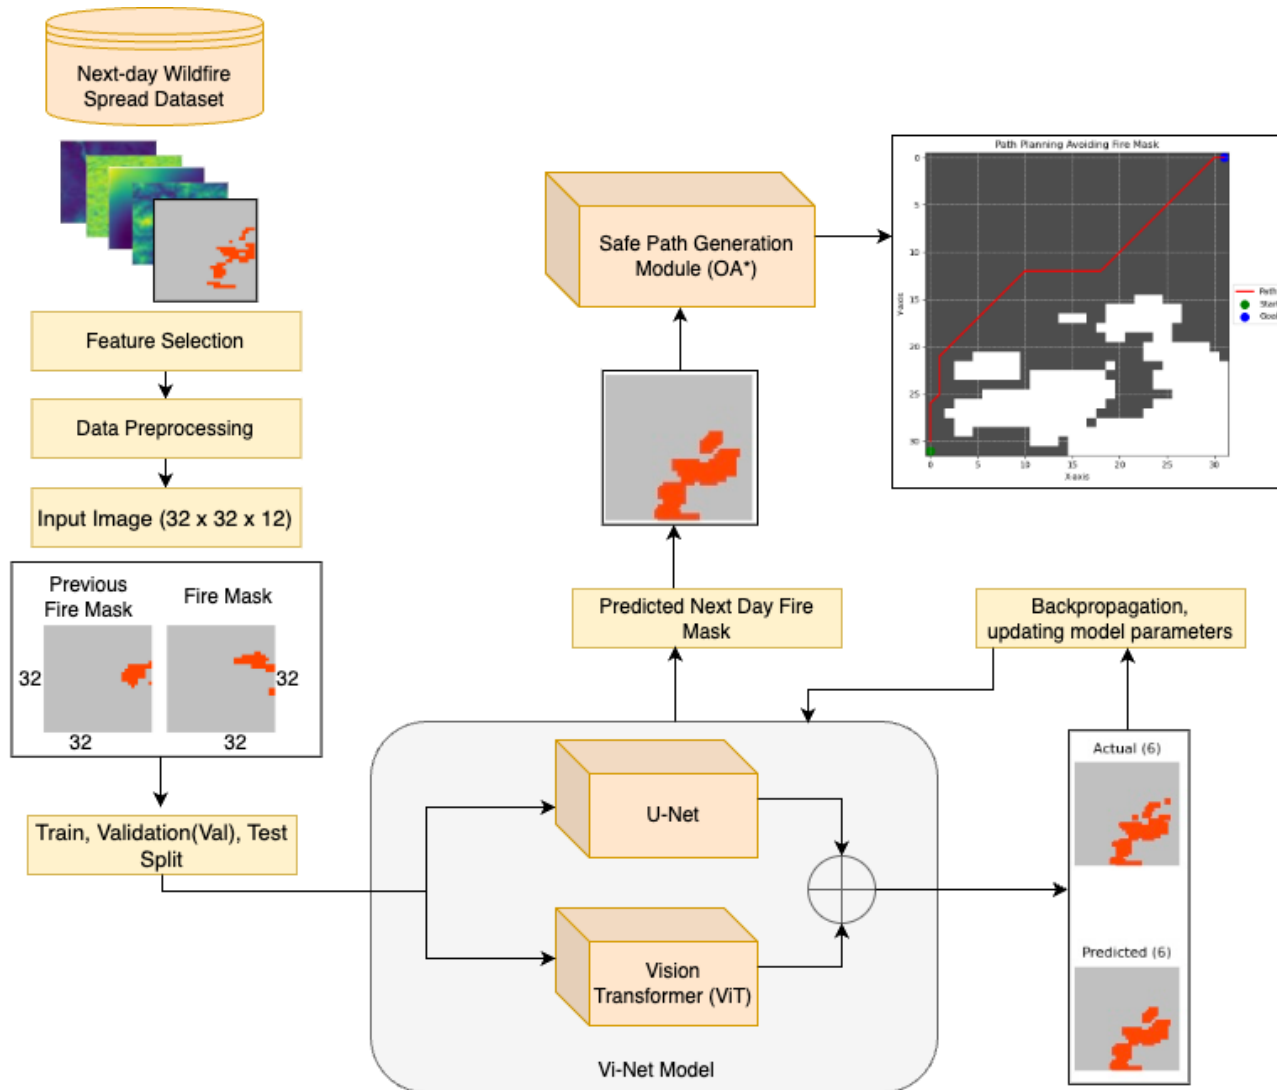 Next-day Wildfire
Spread Dataset
Feature Selection
Data Preprocessing
Input Image (32 x 32 x 12)
Previous
Fire Mask
Fire Mask
32
32
32
32
Train, Validation(Val), Test
Split
U-Net
Vision
Transformer (ViT)
Vi-Net Model
Predicted Next Day Fire
Mask
Safe Path Generation
Module (OA*)
Path Planning Avoiding Fire Mask
0
5
10
15
20
25
30
Y-axis
0
5
10
15
20
25
30
X-axis
Path
Start
Goal
Backpropagation,
updating model parameters
Actual (6)
Predicted (6)